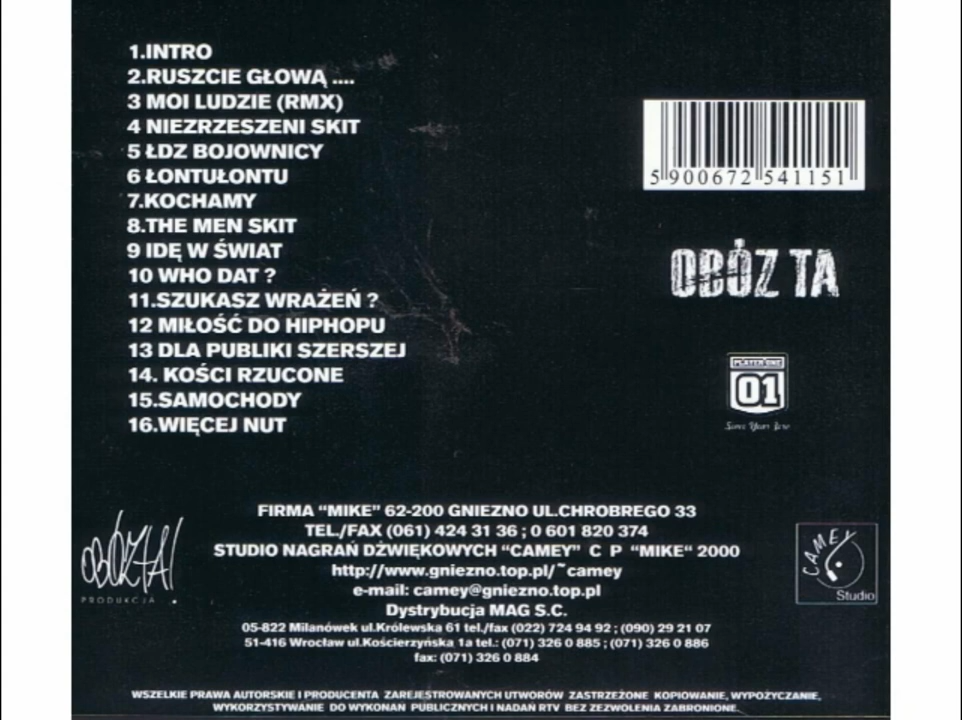 1.INTRO
2.RUSZCIE GŁOWĄ ....
3 MOI LUDZIE (RMX)
4 NIEZRZESZENI SKIT
5 ŁDZ BOJOWNICY
6 ŁONTUŁONTU
7.KOCHAMY
8.THE MEN SKIT
9 IDĘ W ŚWIAT
10 WHO DAT ?
11.SZUKASZ WRAŻEŃ ?
12 MIŁOŚĆ DO HIPHOPU
13 DLA PUBLIKI SZERSZEJ
14. KOŚCI RZUCONE
15.SAMOCHODY
16.WIĘCEJ NUT
5 900672 541151
OBÓZ TA
PLAYER ONE
01
FIRMA "MIKE" 62-200 GNIEZNO UL.CHROBREGO 33
TEL./FAX (061) 424 31 36 ; 0 601 820 374
STUDIO NAGRAŃ DŹWIĘKOWYCH "CAMEY" C P "MIKE" 2000
http://www.gniezno.top.pl/~camey
e-mail: camey@gniezno.top.pl
Dystrybucja MAG S.C.
05-822 Milanówek ul.Królewska 61 tel./fax (022) 724 94 92 ; (090) 29 21 07
51-416 Wrocław ul.Kościerzyńska 1a tel.: (071) 326 0 885 ; (071) 326 0 886
fax: (071) 326 0 884
OBÓZTA!
PRODUKCJA
CAMEY
Studio
WSZELKIE PRAWA AUTORSKIE I PRODUCENTA ZAREJESTROWANYCH UTWORÓW ZASTRZEŻONE KOPIOWANIE, WYPOŻYCZANIE,
WYKORZYSTYWANIE DO WYKONAŃ PUBLICZNYCH I NADAŃ RTV BEZ ZEZWOLENIA ZABRONIONE.